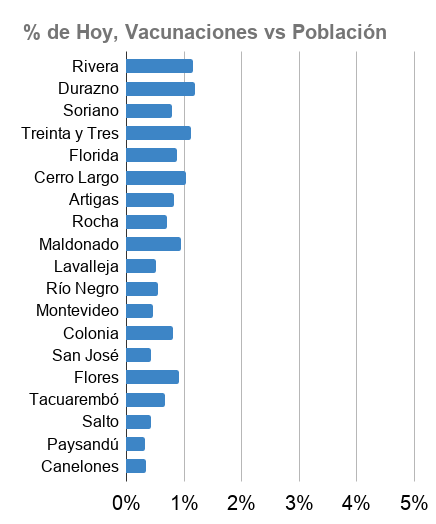 % de Hoy, Vacunaciones vs Población
Rivera
Durazno
Soriano
Treinta y Tres
Florida
Cerro Largo
Artigas
Rocha
Maldonado
Lavalleja
Río Negro
Montevideo
Colonia
San José
Flores
Tacuarembó
Salto
Paysandú
Canelones
0% 1% 2% 3% 4% 5%